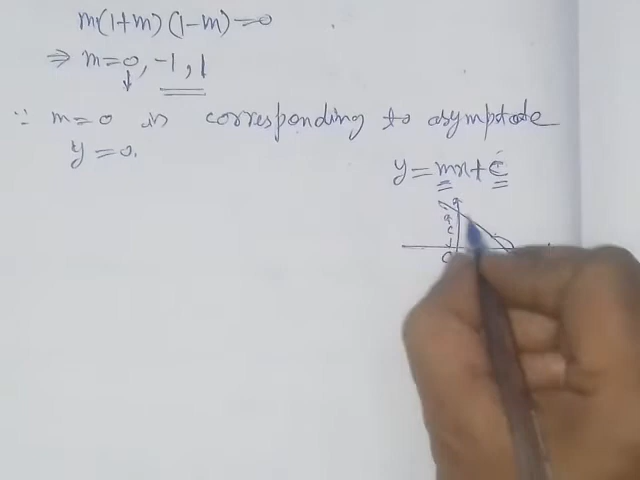 m(1+m)(1-m)=0
⇒ m=0, -1, 1
∵ m=0 is corresponding to asymptote
y=0.
y=mx+c
c